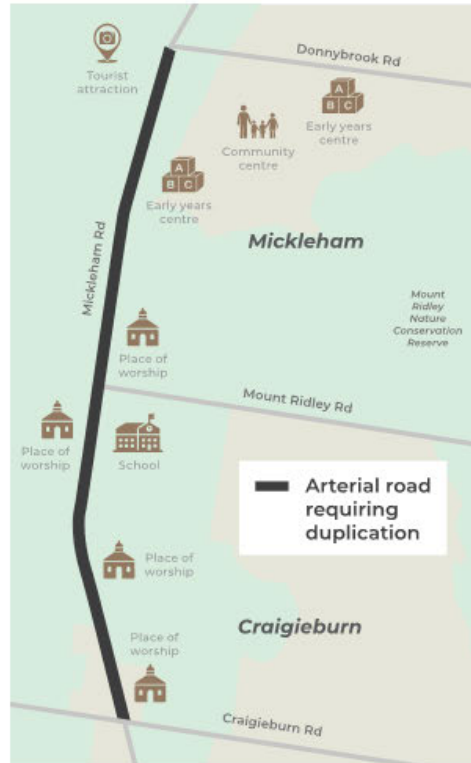 Donnybrook Rd
Tourist
attraction
A
B C
Early years
centre
Community
centre
A
B C
Early years
centre
Mickleham
Mickleham Rd
Mount
Ridley
Nature
Conservation
Reserve
Place of
worship
Mount Ridley Rd
Place of
worship
School
Arterial road
requiring
duplication
Place of
worship
Craigieburn
Place of
worship
Craigieburn Rd